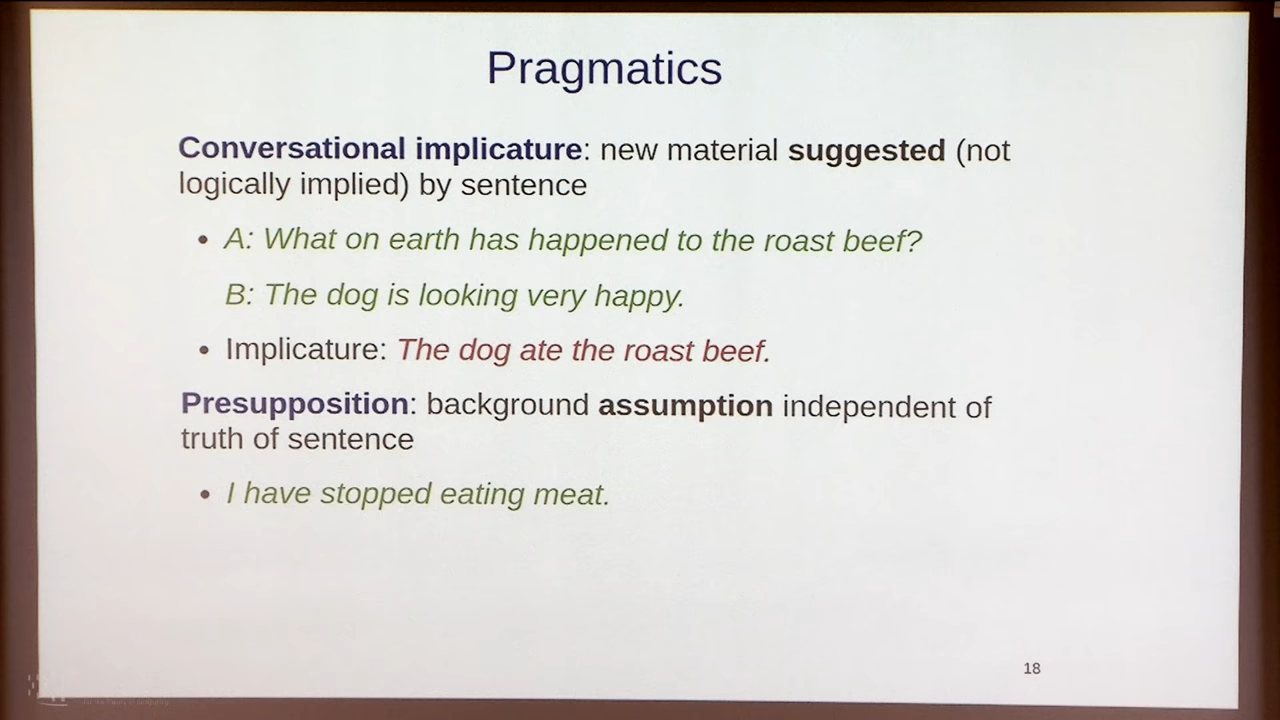 Pragmatics
Conversational implicature: new material suggested (not
logically implied) by sentence
• A: What on earth has happened to the roast beef?
B: The dog is looking very happy.
• Implicature: The dog ate the roast beef.
Presupposition: background assumption independent of
truth of sentence
• I have stopped eating meat.
18